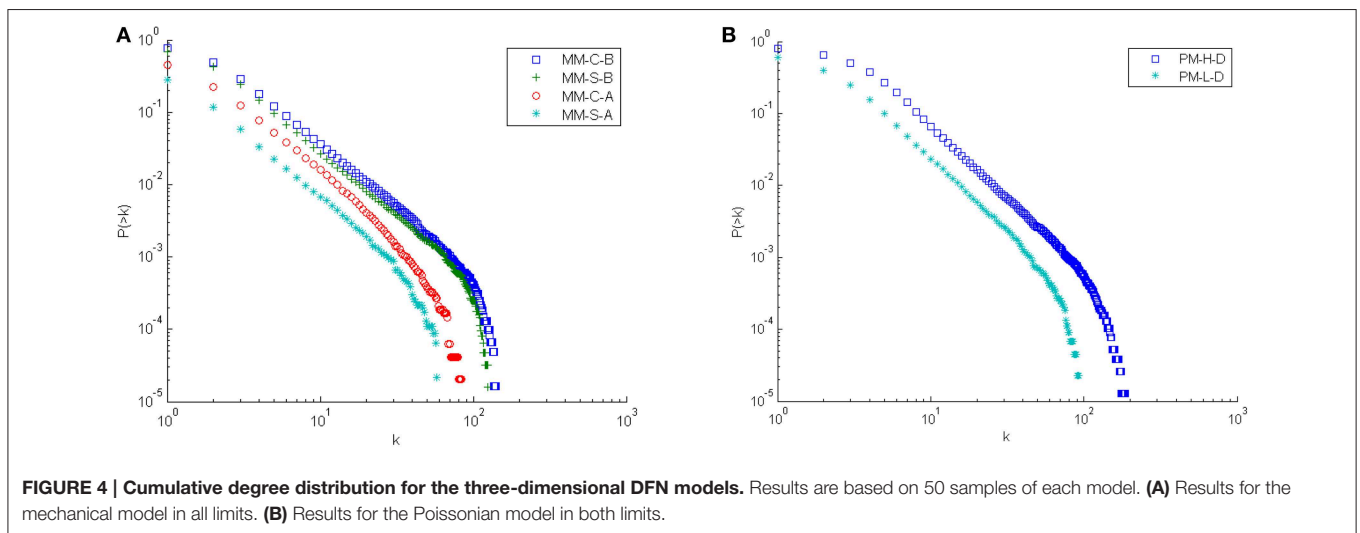 A
10^0
10^-1
10^-2
10^-3
10^-4
10^-5
P(>k)
10^0
10^1
10^2
10^3
k
MM-C-B
MM-S-B
MM-C-A
MM-S-A
B
10^0
10^-1
10^-2
10^-3
10^-4
10^-5
P(>k)
10^0
10^1
10^2
10^3
k
PM-H-D
PM-L-D
FIGURE 4 | Cumulative degree distribution for the three-dimensional DFN models. Results are based on 50 samples of each model. (A) Results for the
mechanical model in all limits. (B) Results for the Poissonian model in both limits.